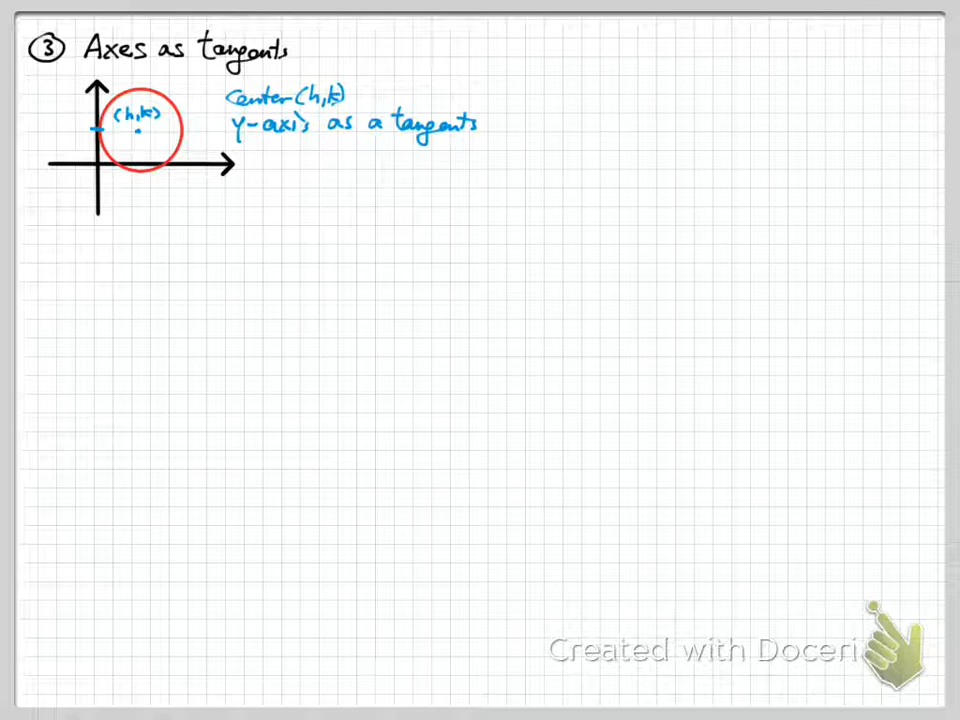 ③ Axes as tangents
(h,k)
center (h,k)
y-axis as a tangents
Created with Doceri